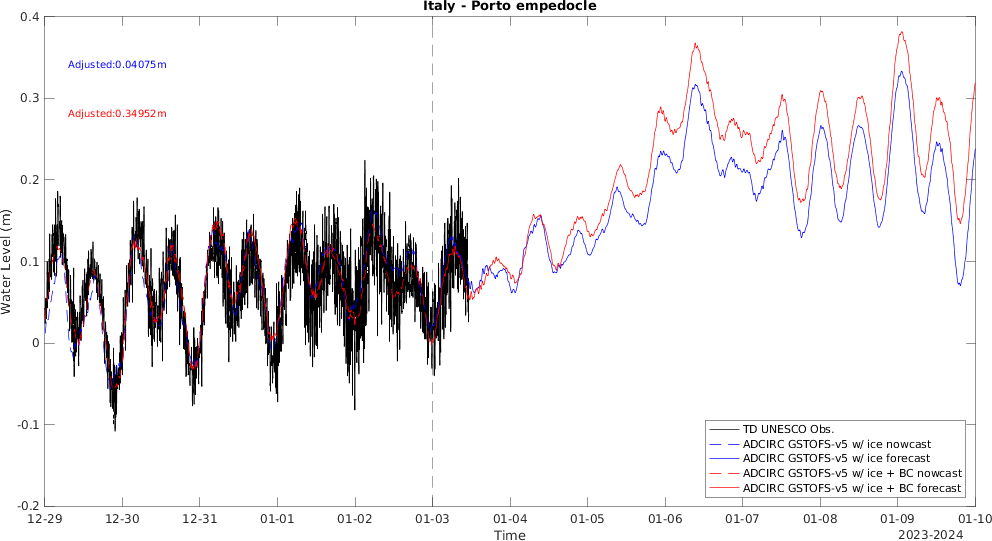 Italy - Porto empedocle
Adjusted:0.04075m
Adjusted:0.34952m
Water Level (m)
0.4
0.3
0.2
0.1
0
-0.1
-0.2
TD UNESCO Obs.
ADCIRC GSTOFS-v5 w/ ice nowcast
ADCIRC GSTOFS-v5 w/ ice forecast
ADCIRC GSTOFS-v5 w/ ice + BC nowcast
ADCIRC GSTOFS-v5 w/ ice + BC forecast
12-29 12-30 12-31 01-01 01-02 01-03 01-04 01-05 01-06 01-07 01-08 01-09 01-10
Time
2023-2024